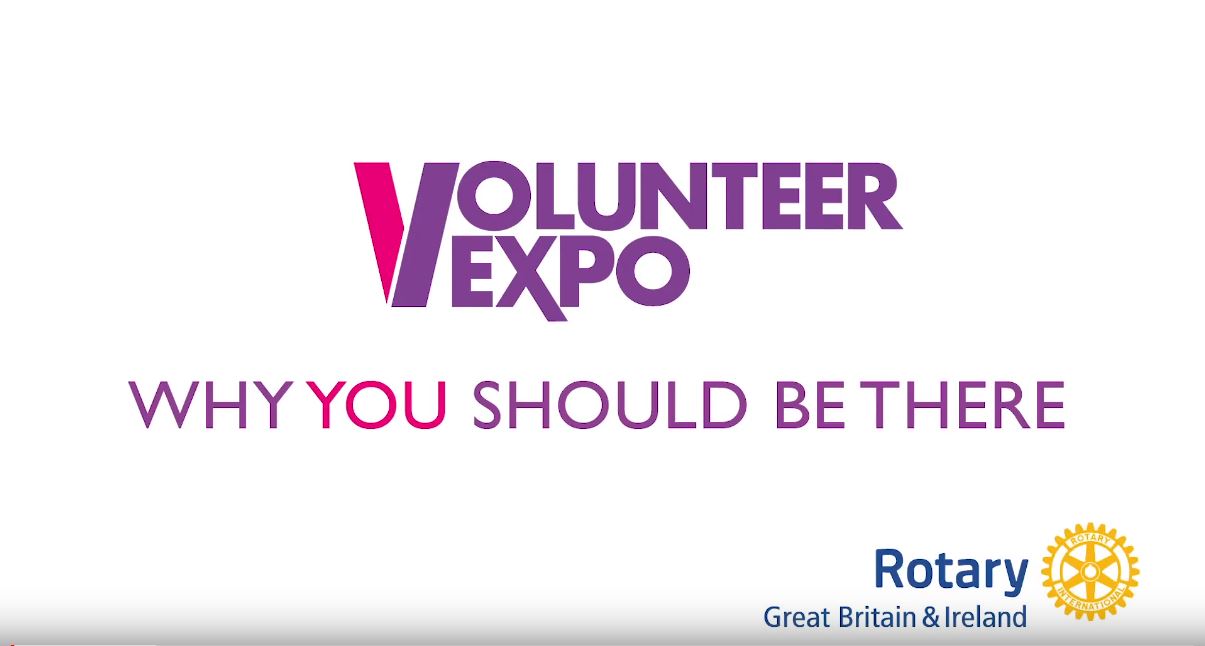 VOLUNTEER
EXPO
WHY YOU SHOULD BE THERE
Rotary
Great Britain & Ireland
ROTARY
INTERNATIONAL